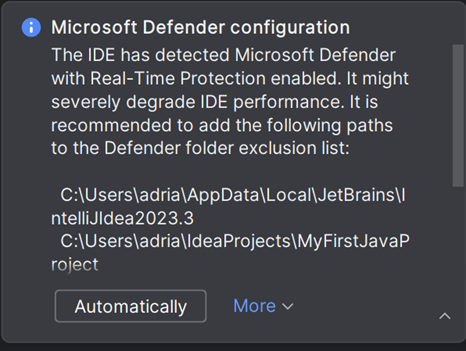 Microsoft Defender configuration
The IDE has detected Microsoft Defender
with Real-Time Protection enabled. It might
severely degrade IDE performance. It is
recommended to add the following paths
to the Defender folder exclusion list:
C:\Users\adria\AppData\Local\JetBrains\I
ntelliJIdea2023.3
C:\Users\adria\IdeaProjects\MyFirstJavaP
roject
Automatically
More